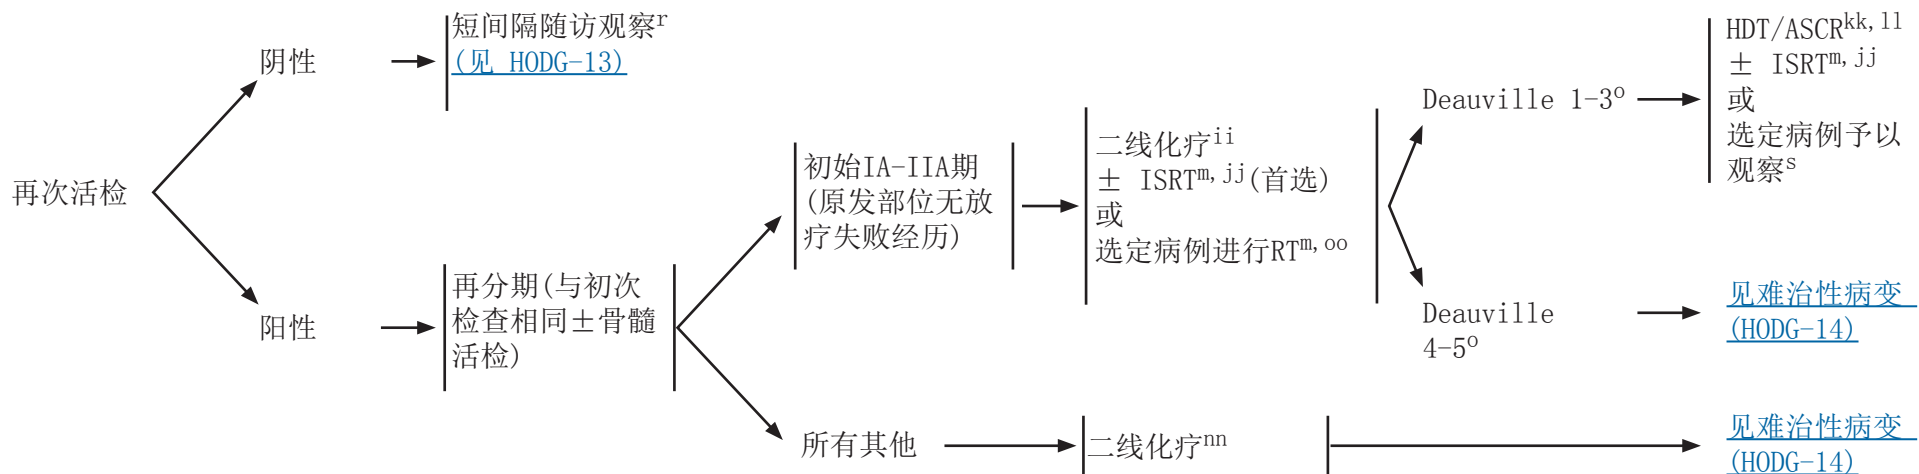 再次活检
阴性
短间隔随访观察r
(见 HODG-13)
阳性
再分期(与初次
检查相同±骨髓
活检)
初始IA-IIA期
(原发部位无放
疗失败经历)
二线化疗ii
± ISRTm,jj(首选)
或
选定病例进行RTm,oo
Deauville 1-3o
HDT/ASCRkk,ll
± ISRTm,jj
或
选定病例予以
观察s
Deauville
4-5o
见难治性病变
(HODG-14)
所有其他
二线化疗nn
见难治性病变
(HODG-14)